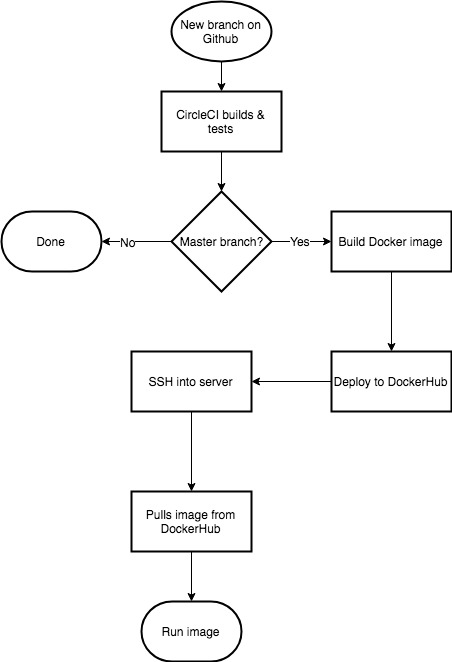 New branch on
Github
CircleCI builds &
tests
Master branch?
No
Yes
Done
Build Docker image
Deploy to DockerHub
SSH into server
Pulls image from
DockerHub
Run image